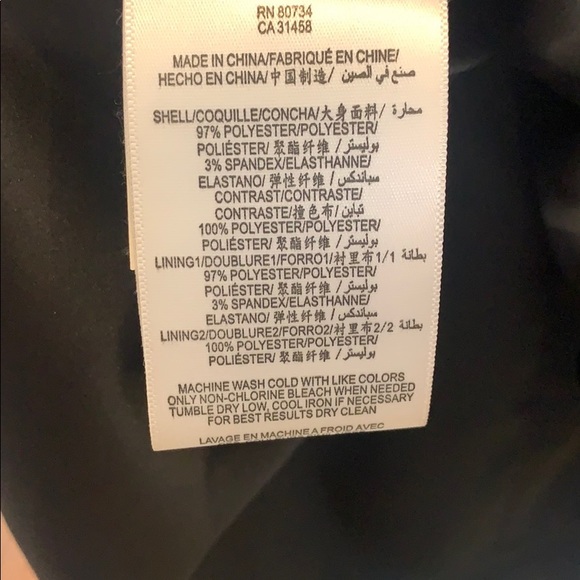 RN 80734
CA 31458
MADE IN CHINA/FABRIQUÉ EN CHINE/
HECHO EN CHINA/中国制造/ صنع في الصين
SHELL/COQUILLE/CONCHA/大身面料/ محارة
97% POLYESTER/POLYESTER/
POLIÉSTER/ 聚酯纤维 / بوليستر
3% SPANDEX/ELASTHANNE/
ELASTANO/ 弹性纤维 / سباندكس
CONTRAST/CONTRASTE/
CONTRASTE/撞色布/ تباين
100% POLYESTER/POLYESTER/
POLIÉSTER/ 聚酯纤维 / بوليستر
LINING1/DOUBLURE1/FORRO1/衬里布1/1 بطانة
97% POLYESTER/POLYESTER/
POLIÉSTER/ 聚酯纤维 / بوليستر
3% SPANDEX/ELASTHANNE/
ELASTANO/ 弹性纤维 / سباندكس
LINING2/DOUBLURE2/FORRO2/衬里布2/2 بطانة
100% POLYESTER/POLYESTER/
POLIÉSTER/ 聚酯纤维 / بوليستر
MACHINE WASH COLD WITH LIKE COLORS
ONLY NON-CHLORINE BLEACH WHEN NEEDED
TUMBLE DRY LOW, COOL IRON IF NECESSARY
FOR BEST RESULTS DRY CLEAN
LAVAGE EN MACHINE A FROID AVEC